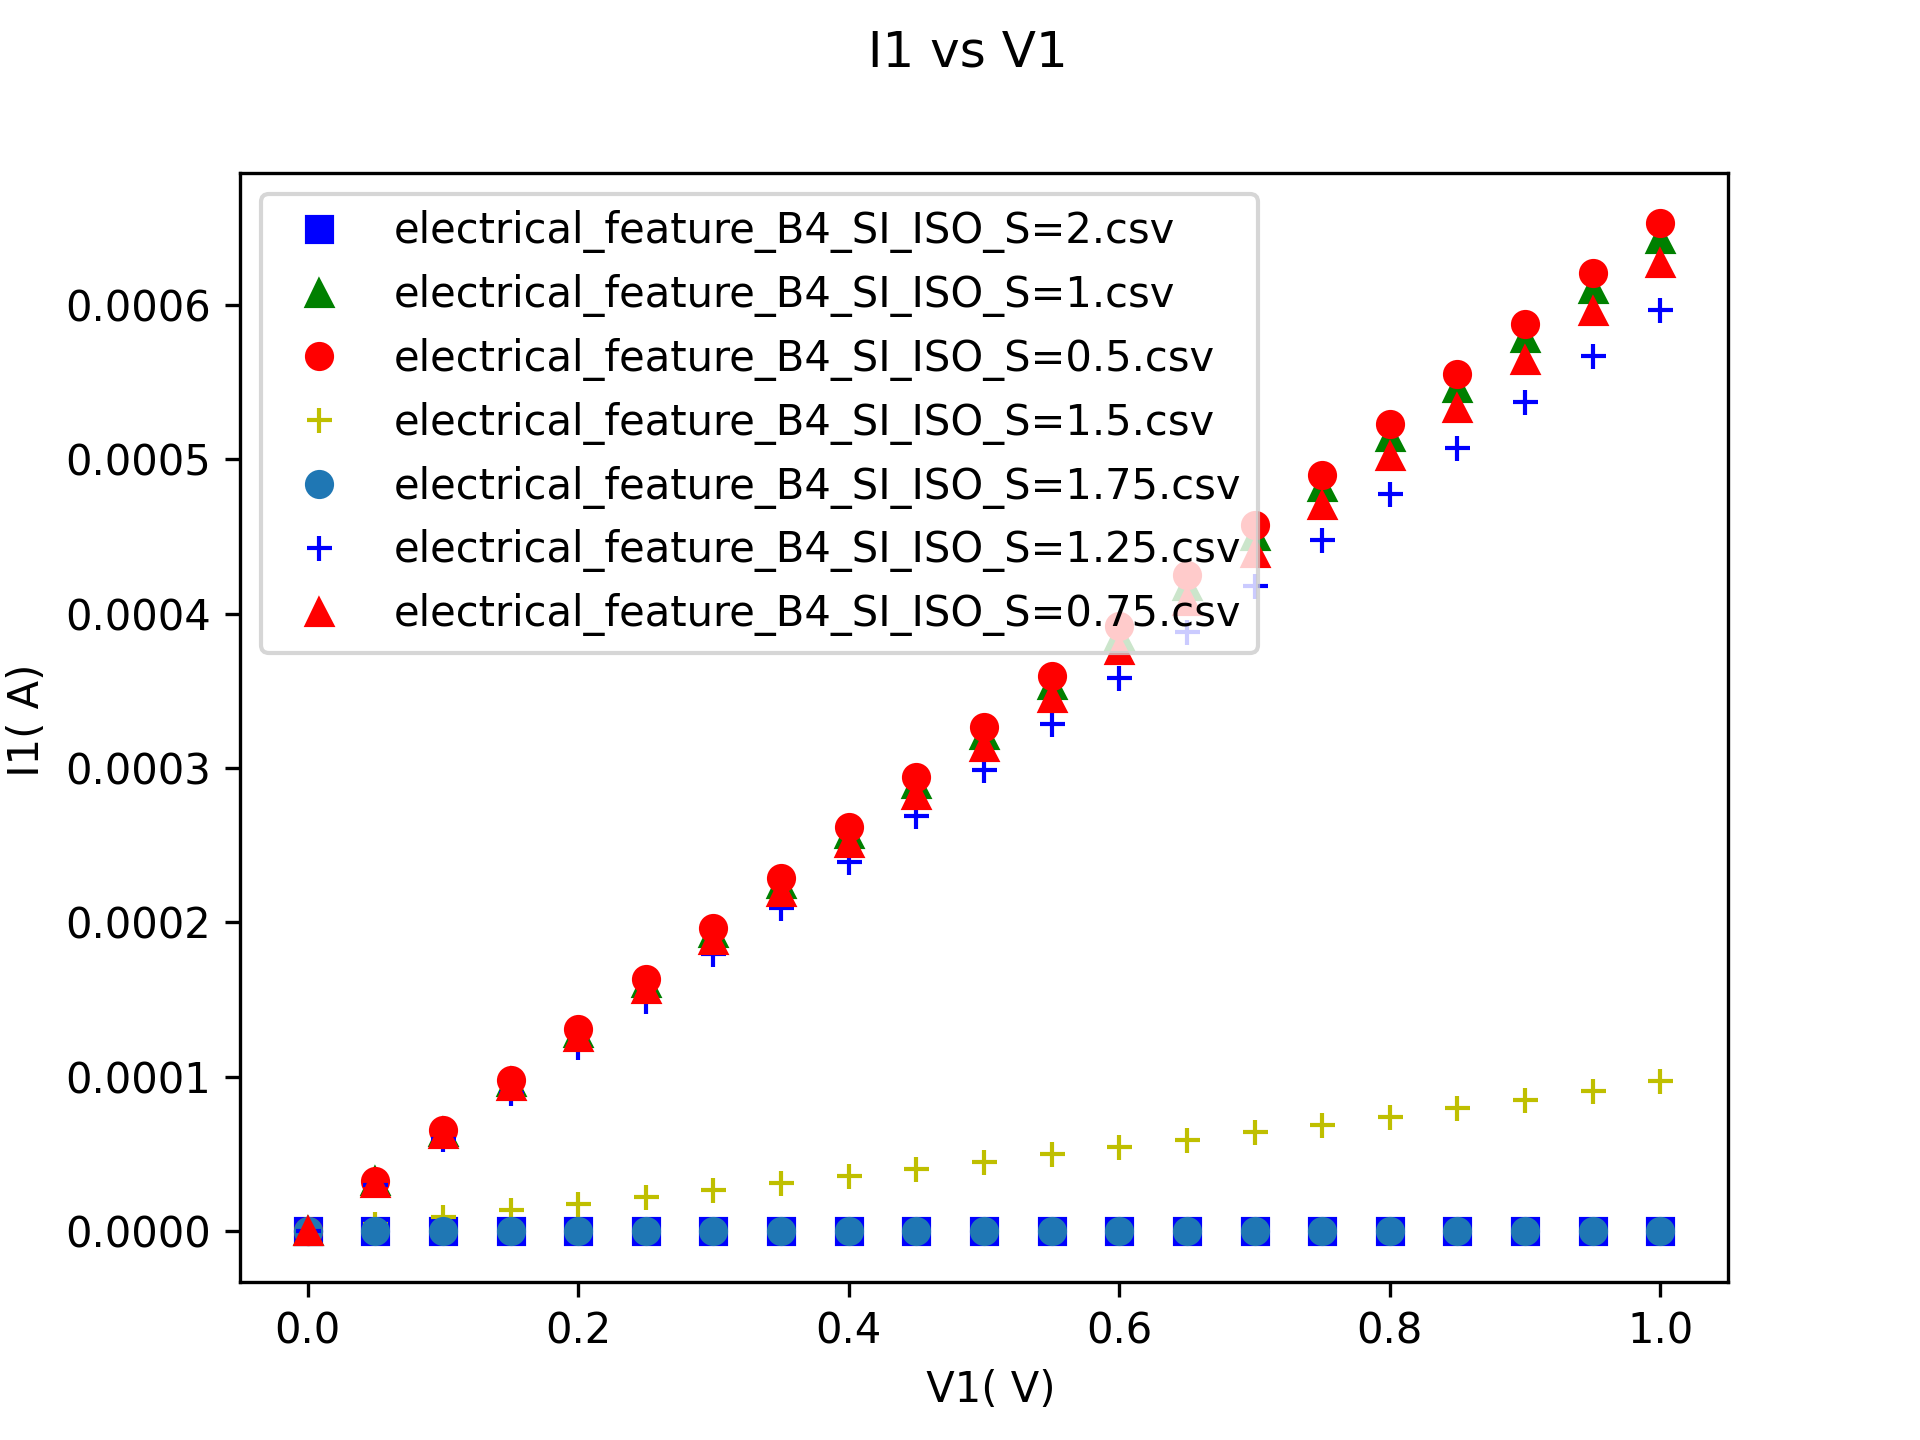 I1 vs V1
electrical_feature_B4_SI_ISO_S=2.csv
electrical_feature_B4_SI_ISO_S=1.csv
electrical_feature_B4_SI_ISO_S=0.5.csv
electrical_feature_B4_SI_ISO_S=1.5.csv
electrical_feature_B4_SI_ISO_S=1.75.csv
electrical_feature_B4_SI_ISO_S=1.25.csv
electrical_feature_B4_SI_ISO_S=0.75.csv
0.0006
0.0005
0.0004
0.0003
0.0002
0.0001
0.0000
I1( A)
0.0 0.2 0.4 0.6 0.8 1.0
V1( V)